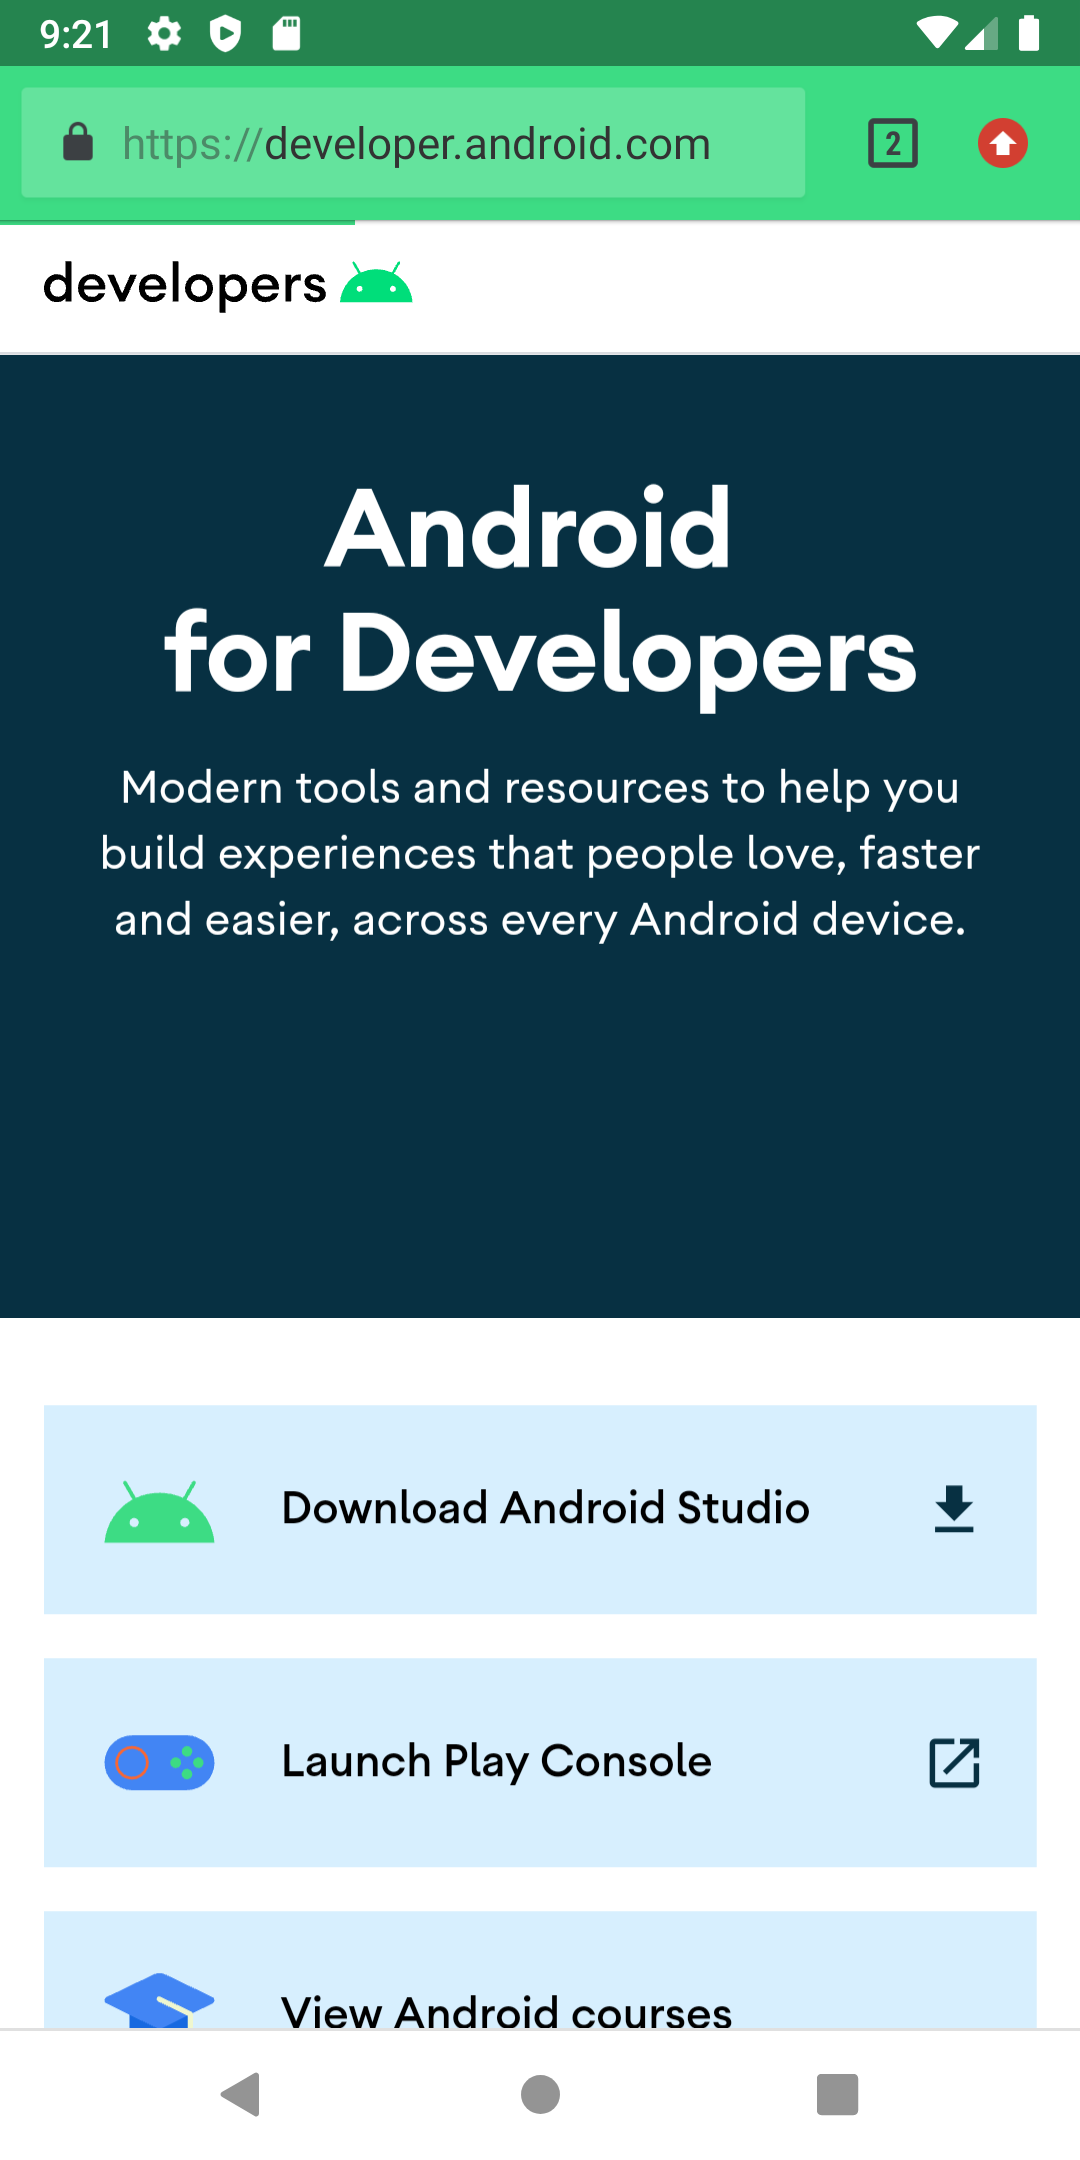 9:21
https://developer.android.com
2
developers
Android
for Developers
Modern tools and resources to help you
build experiences that people love, faster
and easier, across every Android device.
Download Android Studio
Launch Play Console
View Android courses